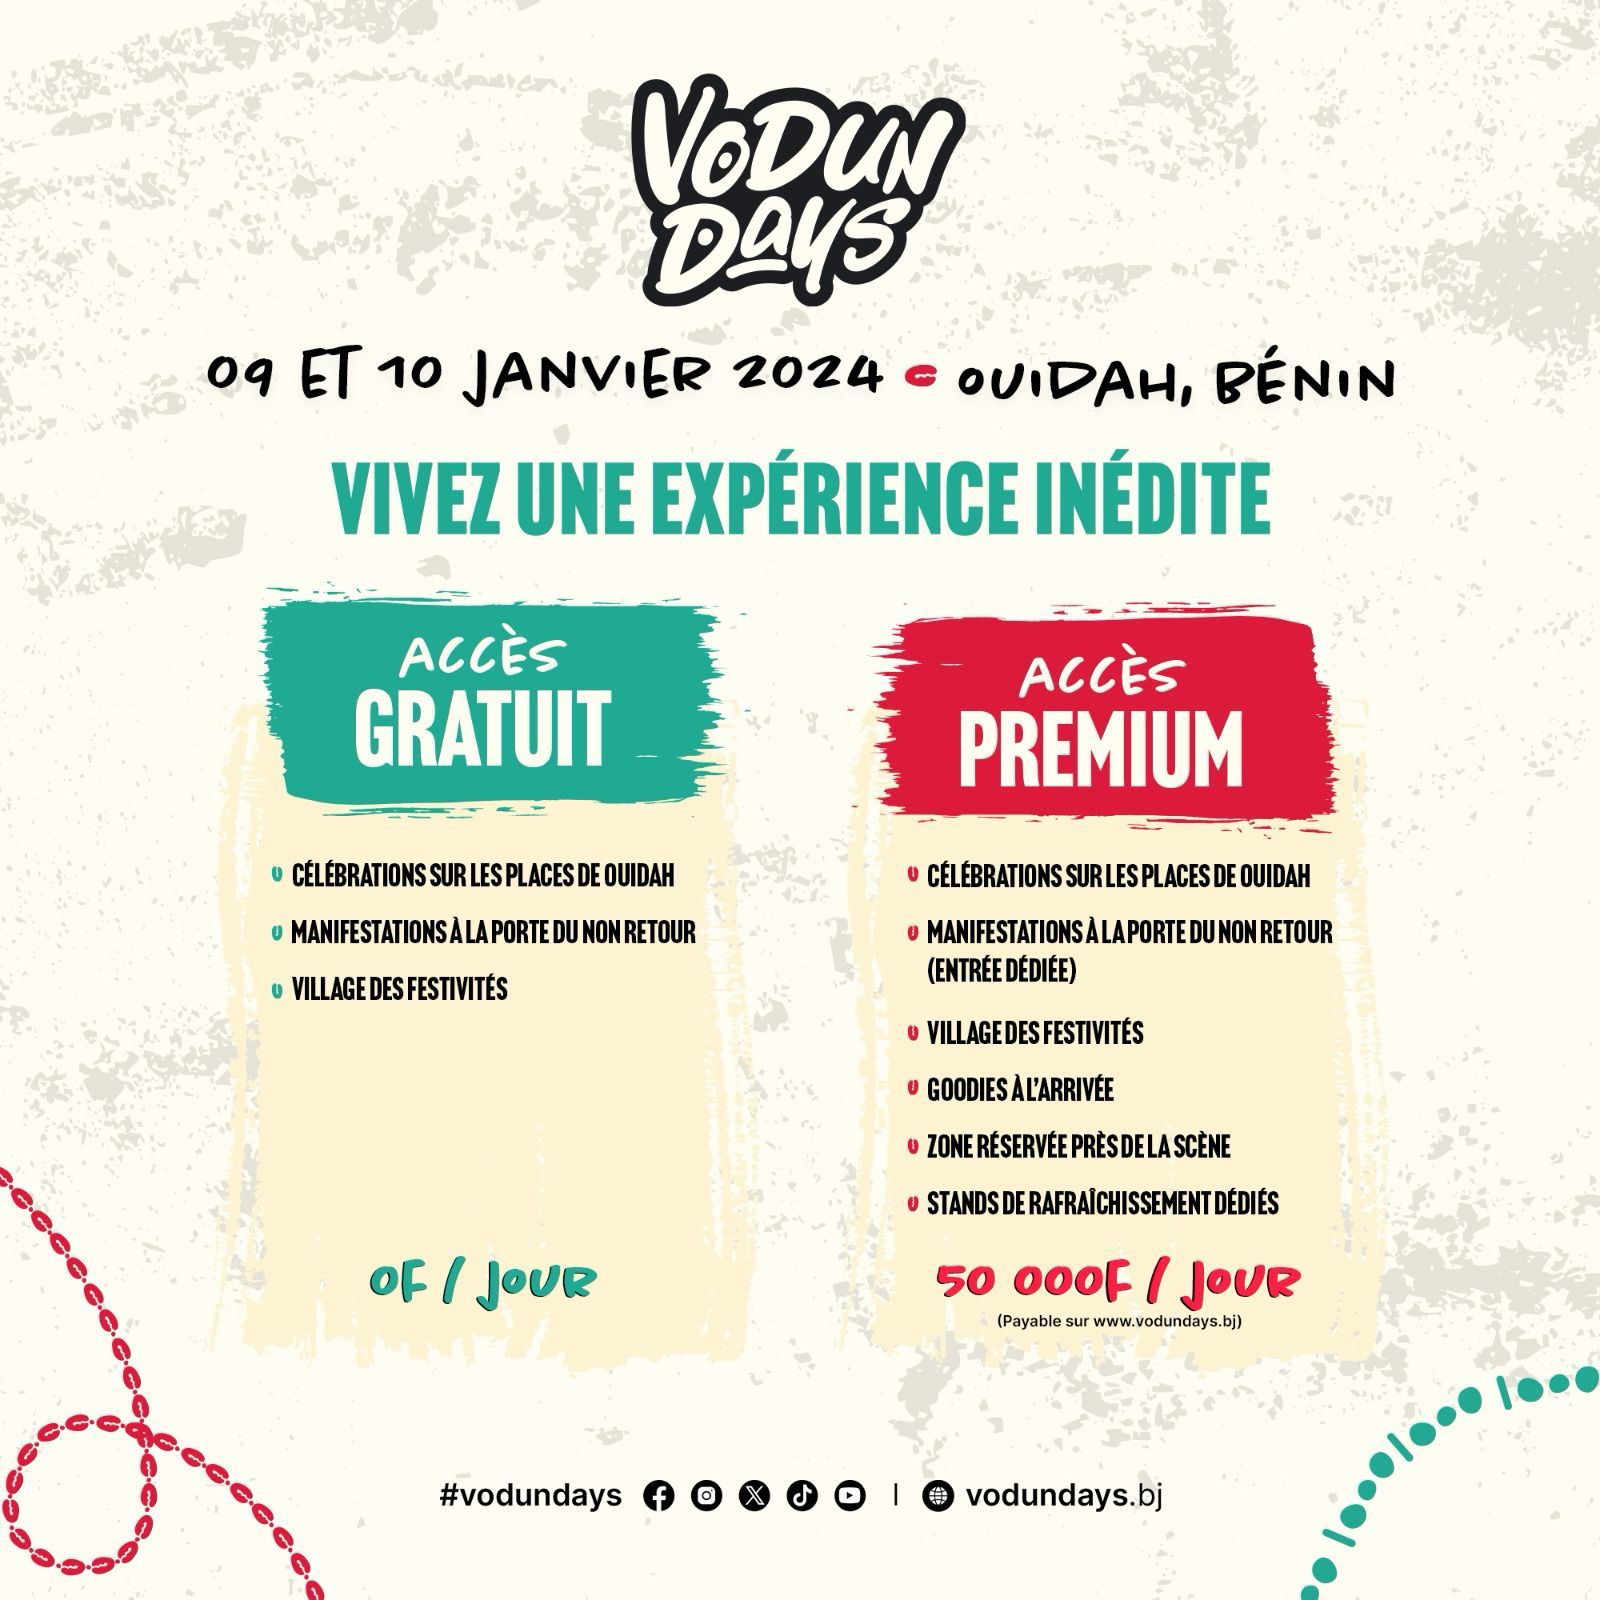 VODUN
DAYS
09 ET 10 JANVIER 2024 OUIDAH, BÉNIN
VIVEZ UNE EXPÉRIENCE INÉDITE
ACCÈS
GRATUIT
CÉLÉBRATIONS SUR LES PLACES DE OUIDAH
MANIFESTATIONS À LA PORTE DU NON RETOUR
VILLAGE DES FESTIVITÉS
0F / JOUR
ACCÈS
PREMIUM
CÉLÉBRATIONS SUR LES PLACES DE OUIDAH
MANIFESTATIONS À LA PORTE DU NON RETOUR
(ENTRÉE DÉDIÉE)
VILLAGE DES FESTIVITÉS
GOODIES À L'ARRIVÉE
ZONE RÉSERVÉE PRÈS DE LA SCÈNE
STANDS DE RAFRAÎCHISSEMENT DÉDIÉS
50 000F / JOUR
(Payable sur www.vodundays.bj)
#vodundays | vodundays.bj